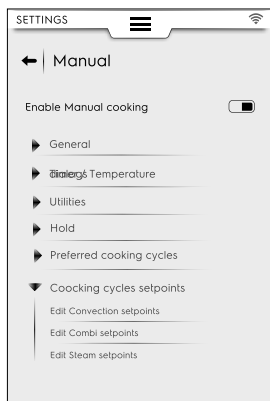 SETTINGS
Manual
Enable Manual cooking
General
Temperature
Utilities
Hold
Preferred cooking cycles
Coocking cycles setpoints
Edit Convection setpoints
Edit Combi setpoints
Edit Steam setpoints